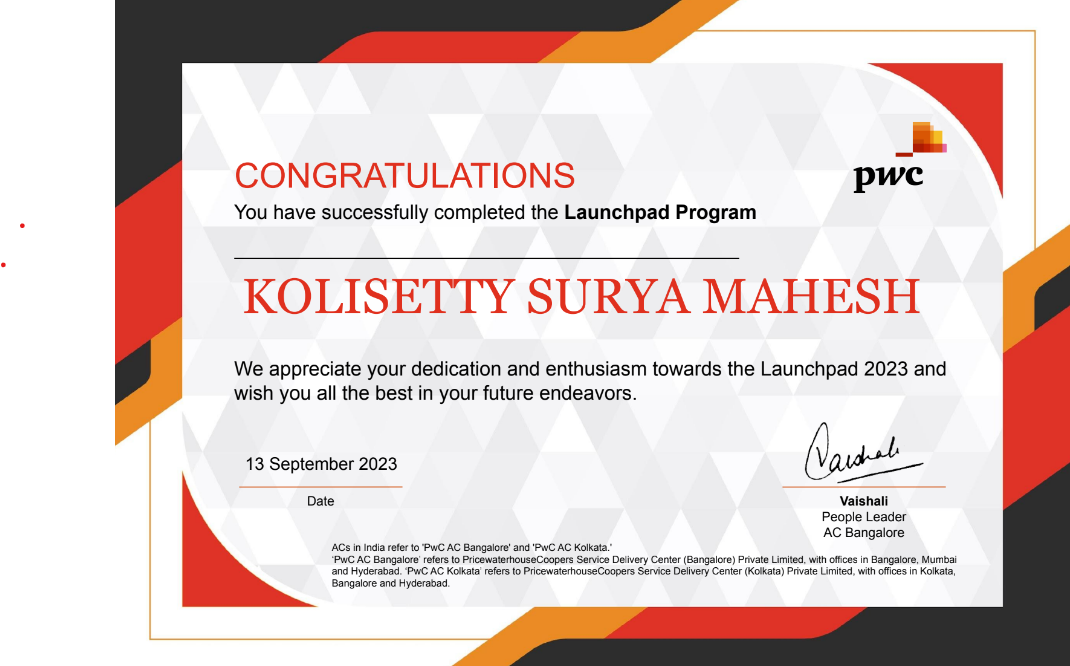 CONGRATULATIONS
pwc
You have successfully completed the Launchpad Program
KOLISETTY SURYA MAHESH
We appreciate your dedication and enthusiasm towards the Launchpad 2023 and
wish you all the best in your future endeavors.
13 September 2023
Date
Vaishali
Vaishali
People Leader
AC Bangalore
ACs in India refer to 'PwC AC Bangalore' and 'PwC AC Kolkata.'
'PwC AC Bangalore' refers to PricewaterhouseCoopers Service Delivery Center (Bangalore) Private Limited, with offices in Bangalore, Mumbai
and Hyderabad. 'PwC AC Kolkata' refers to PricewaterhouseCoopers Service Delivery Center (Kolkata) Private Limited, with offices in Kolkata,
Bangalore and Hyderabad.